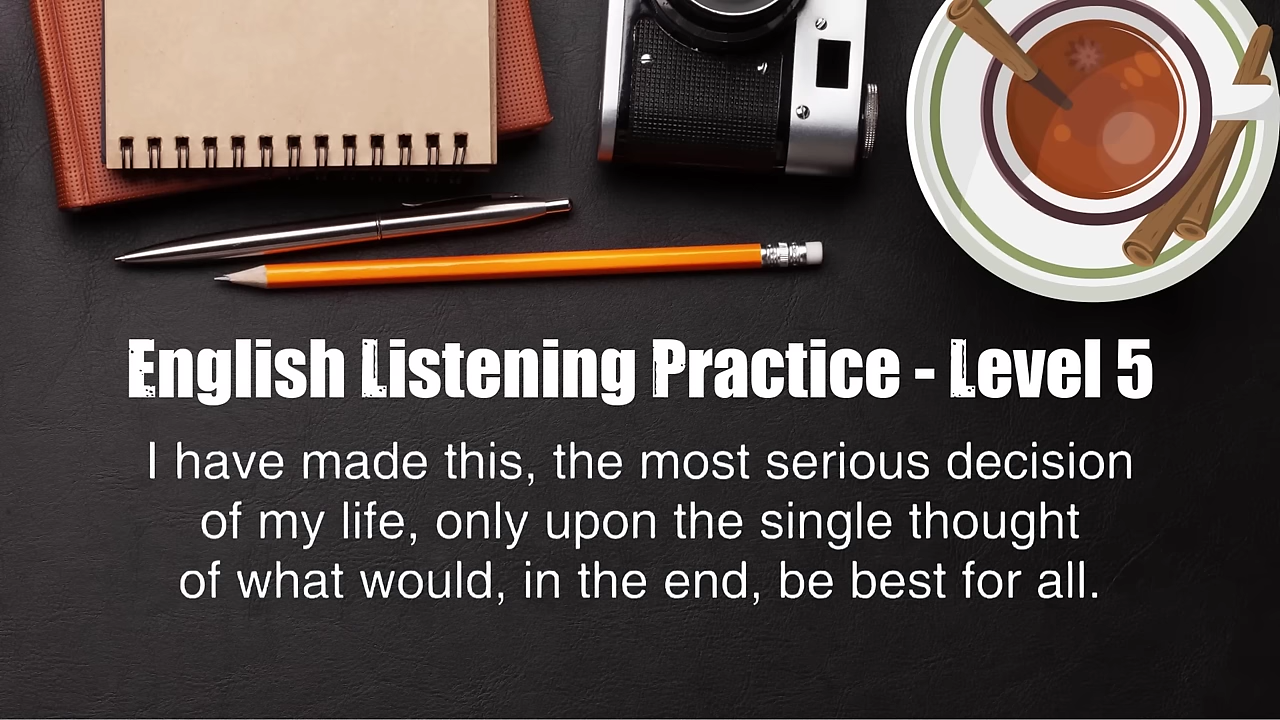 English Listening Practice - Level 5
I have made this, the most serious decision
of my life, only upon the single thought
of what would, in the end, be best for all.